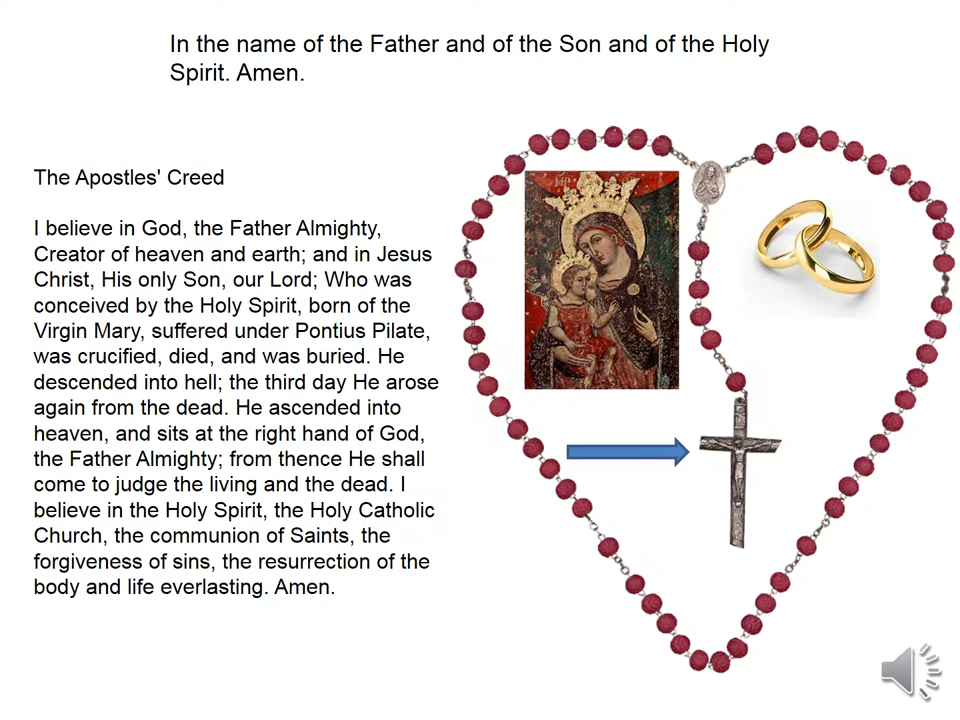 In the name of the Father and of the Son and of the Holy
Spirit. Amen.
The Apostles' Creed
I believe in God, the Father Almighty,
Creator of heaven and earth; and in Jesus
Christ, His only Son, our Lord; Who was
conceived by the Holy Spirit, born of the
Virgin Mary, suffered under Pontius Pilate,
was crucified, died, and was buried. He
descended into hell; the third day He arose
again from the dead. He ascended into
heaven, and sits at the right hand of God,
the Father Almighty; from thence He shall
come to judge the living and the dead. I
believe in the Holy Spirit, the Holy Catholic
Church, the communion of Saints, the
forgiveness of sins, the resurrection of the
body and life everlasting. Amen.